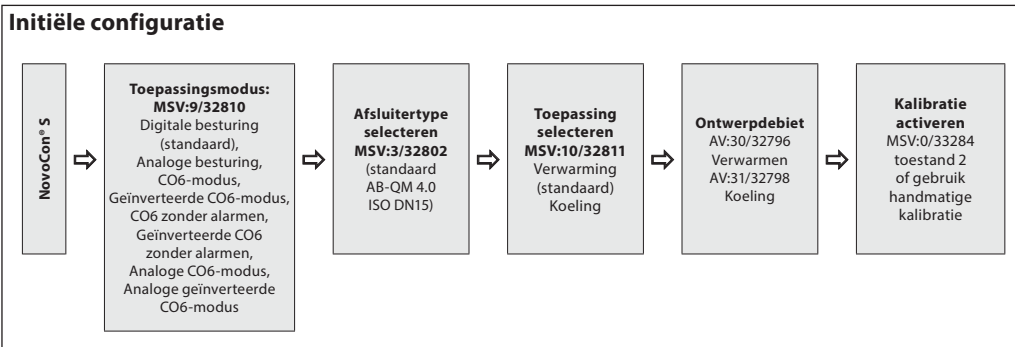 Initiële configuratie
NovoCon® S
Toepassingsmodus:
MSV:9/32810
Digitale besturing
(standaard),
Analoge besturing,
CO6-modus,
Geïnverteerde CO6-modus,
CO6 zonder alarmen,
Geïnverteerde CO6
zonder alarmen,
Analoge CO6-modus,
Analoge geïnverteerde
CO6-modus
Afsluitertype
selecteren
MSV:3/32802
(standaard
AB-QM 4.0
ISO DN15)
Toepassing
selecteren
MSV:10/32811
Verwarming
(standaard)
Koeling
Ontwerpdebiet
AV:30/32796
Verwarmen
AV:31/32798
Koeling
Kalibratie
activeren
MSV:0/33284
toestand 2
of gebruik
handmatige
kalibratie